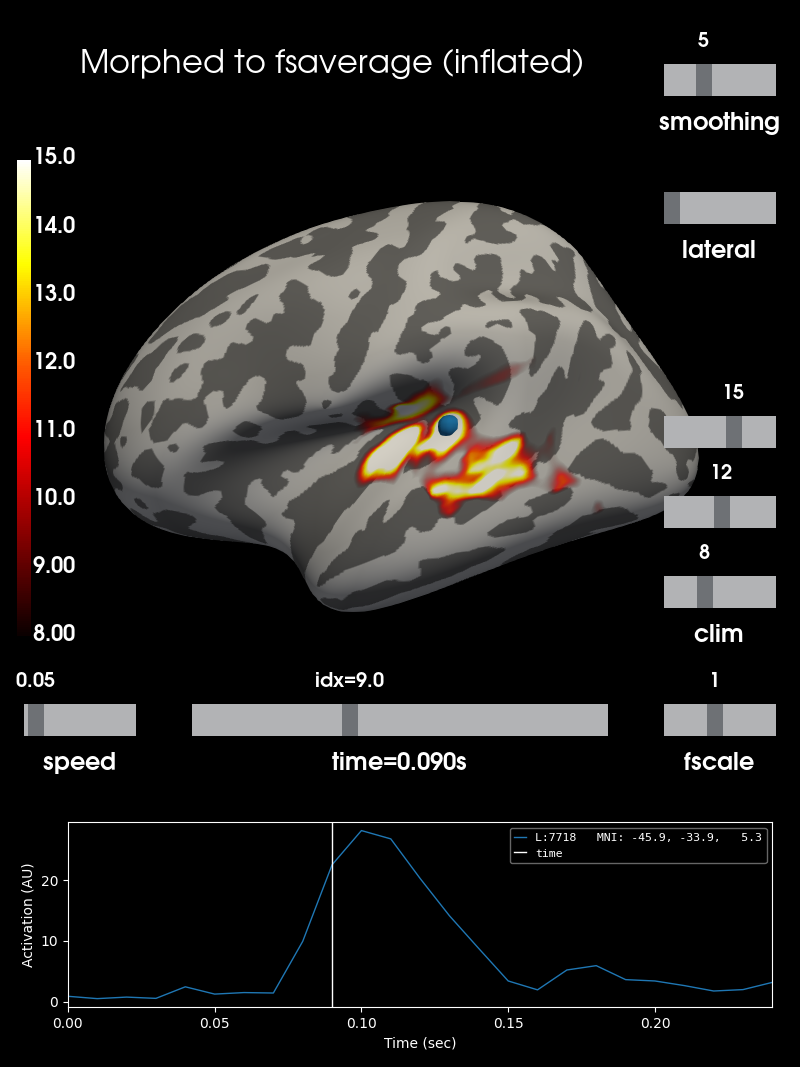 Morphed to fsaverage (inflated)
5
smoothing
lateral
15.0
14.0
13.0
12.0
11.0
10.0
9.00
8.00
15
12
8
clim
0.05
speed
idx=9.0
time=0.090s
1
fscale
L:7718   MNI: -45.9, -33.9,   5.3
time
Activation (AU)
20
10
0
0.00
0.05
0.10
0.15
0.20
Time (sec)